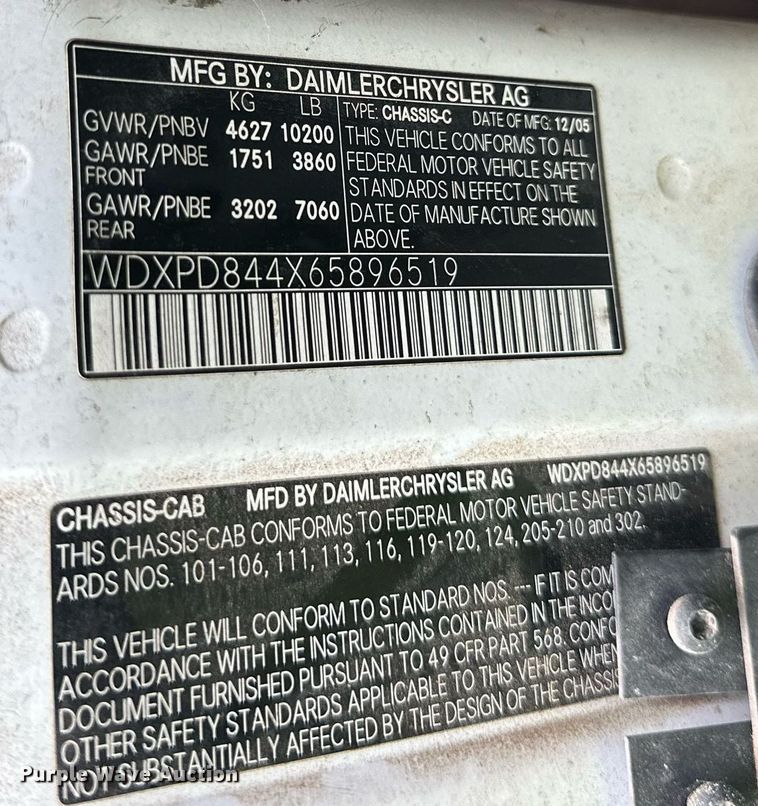 MFG BY: DAIMLERCHRYSLER AG
KG LB
GVWR/PNBV 4627 10200
GAWR/PNBE 1751 3860
FRONT
GAWR/PNBE 3202 7060
REAR
TYPE: CHASSIS-C DATE OF MFG: 12/05
THIS VEHICLE CONFORMS TO ALL
FEDERAL MOTOR VEHICLE SAFETY
STANDARDS IN EFFECT ON THE
DATE OF MANUFACTURE SHOWN
ABOVE.
WDXPD844X65896519
CHASSIS-CAB MFD BY DAIMLERCHRYSLER AG WDXPD844X65896519
THIS CHASSIS-CAB CONFORMS TO FEDERAL MOTOR VEHICLE SAFETY STAND-
ARDS NOS. 101-106, 111, 113, 116, 119-120, 124, 205-210 and 302.
THIS VEHICLE WILL CONFORM TO STANDARD NOS. --- IF IT IS COM
ACCORDANCE WITH THE INSTRUCTIONS CONTAINED IN THE INCO
DOCUMENT FURNISHED PURSUANT TO 49 CFR PART 568. CONFO
OTHER SAFETY STANDARDS APPLICABLE TO THIS VEHICLE WHEN
NOT SUBSTANTIALLY AFFECTED BY THE DESIGN OF THE CHASSIS
Purple Wave Auction